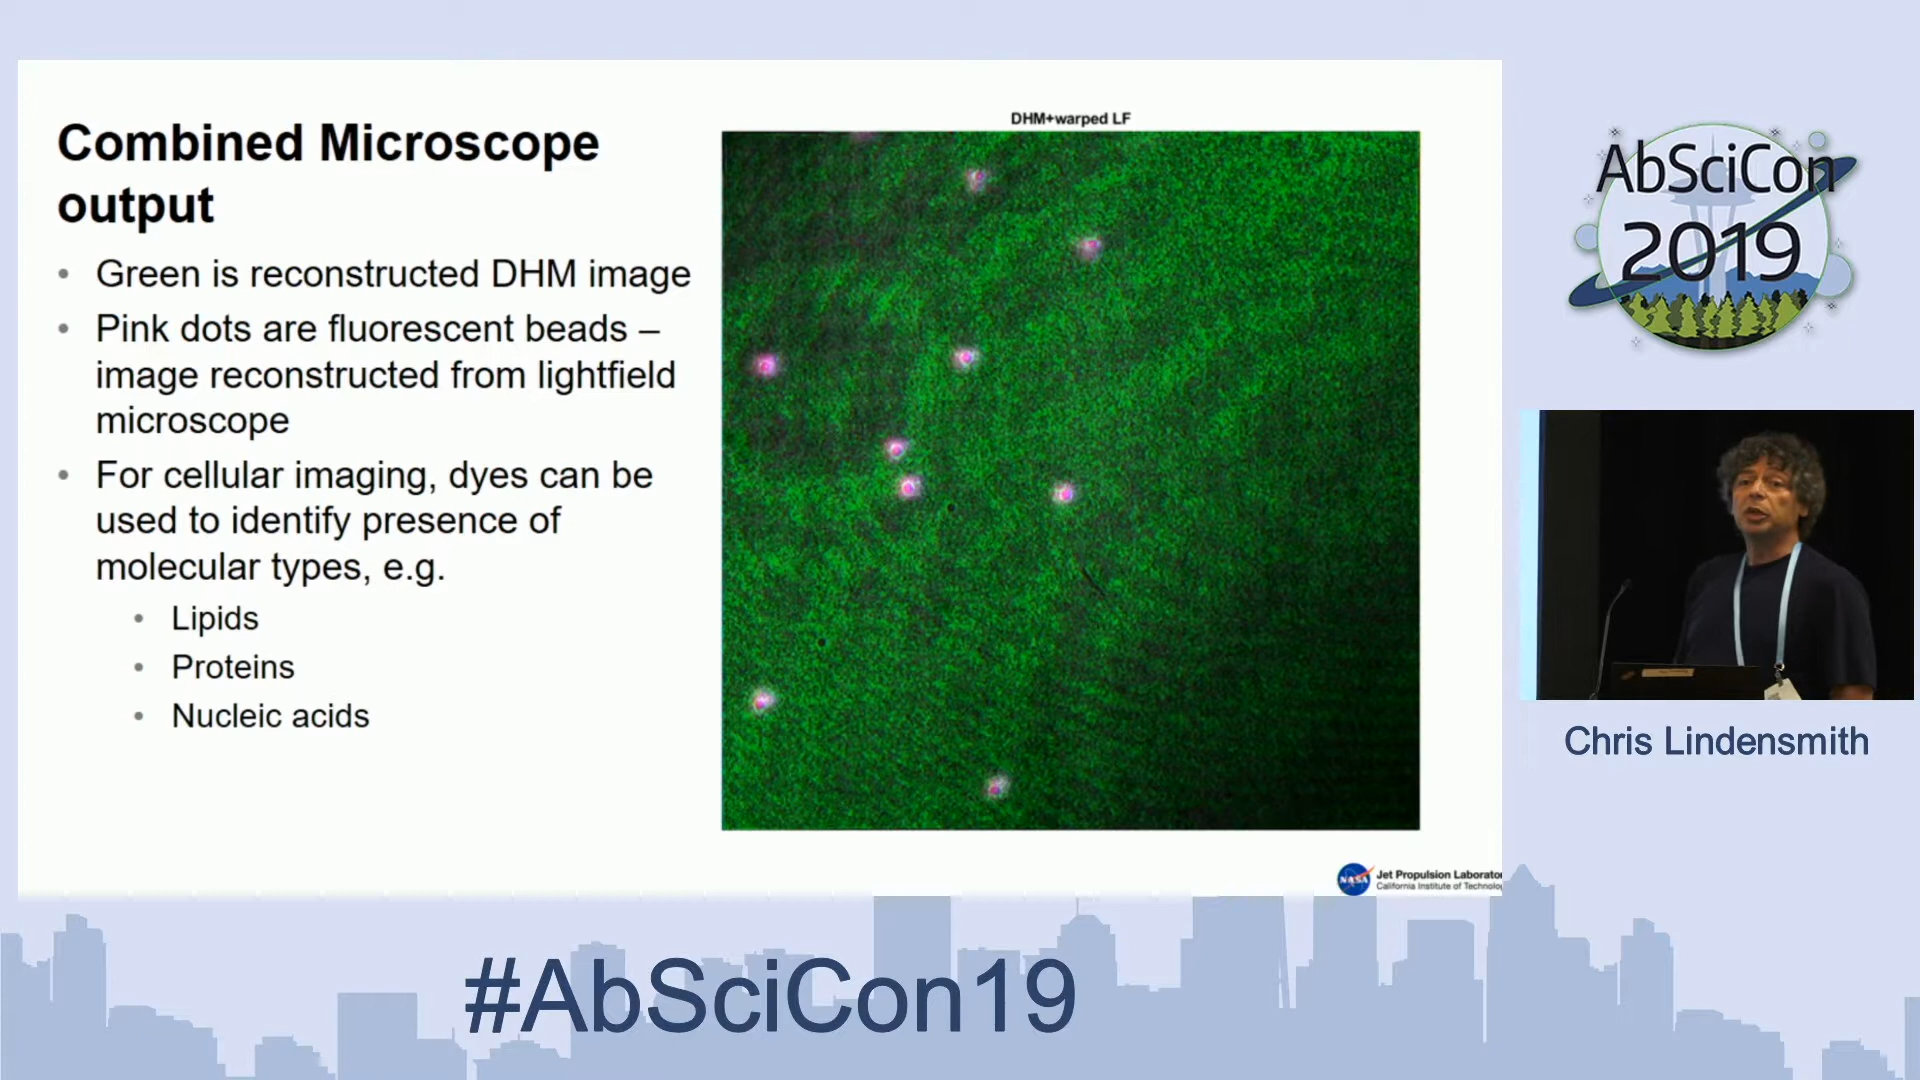 Combined Microscope
output
• Green is reconstructed DHM image
• Pink dots are fluorescent beads –
image reconstructed from lightfield
microscope
• For cellular imaging, dyes can be
used to identify presence of
molecular types, e.g.
• Lipids
• Proteins
• Nucleic acids
DHM+warped LF
NASA
Jet Propulsion Laborator
California Institute of Technolog
AbSciCon
2019
Chris Lindensmith
#AbSciCon19